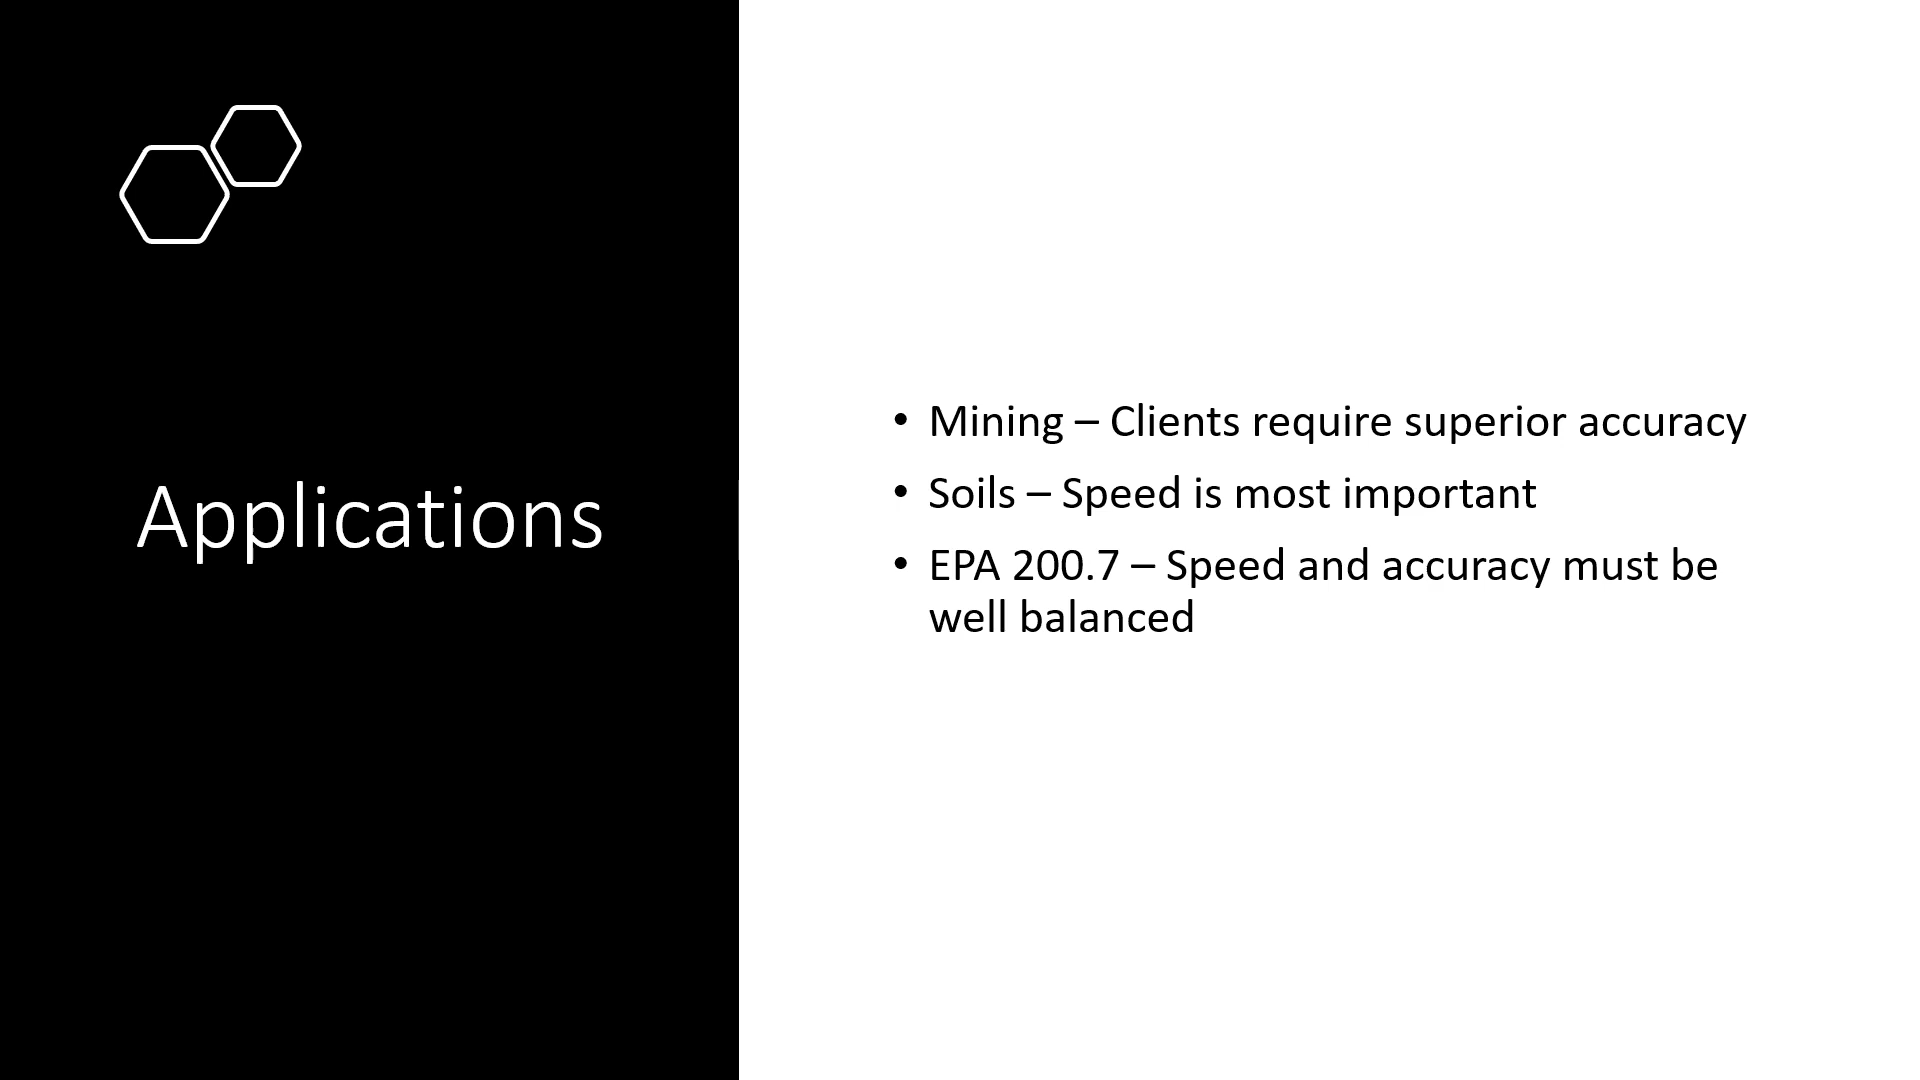 Applications
• Mining – Clients require superior accuracy
• Soils – Speed is most important
• EPA 200.7 – Speed and accuracy must be
well balanced